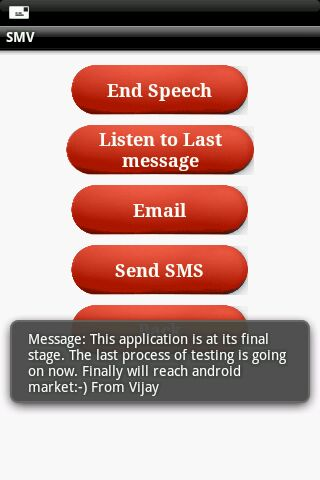 SMV
End Speech
Listen to Last
message
Email
Send SMS
Back
Message: This application is at its final
stage. The last process of testing is going
on now. Finally will reach android
market:-) From Vijay